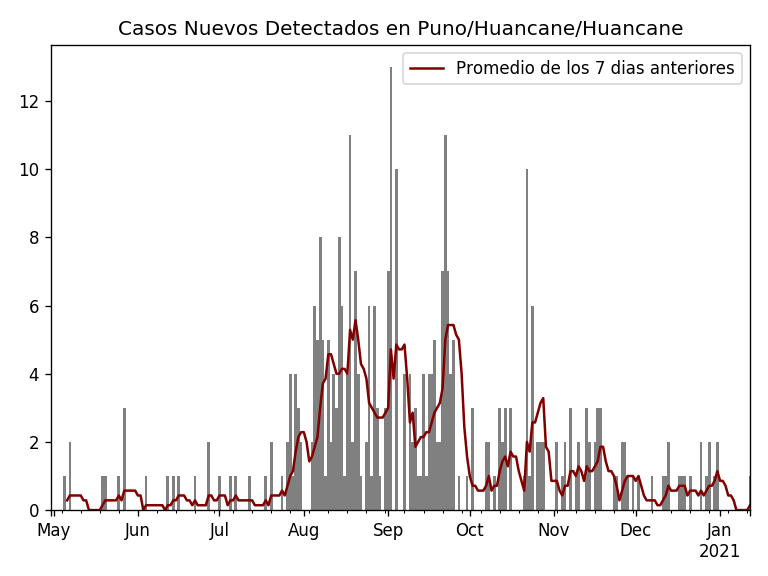 Casos Nuevos Detectados en Puno/Huancane/Huancane
Promedio de los 7 dias anteriores
12
10
8
6
4
2
0
May Jun Jul Aug Sep Oct Nov Dec Jan
2021